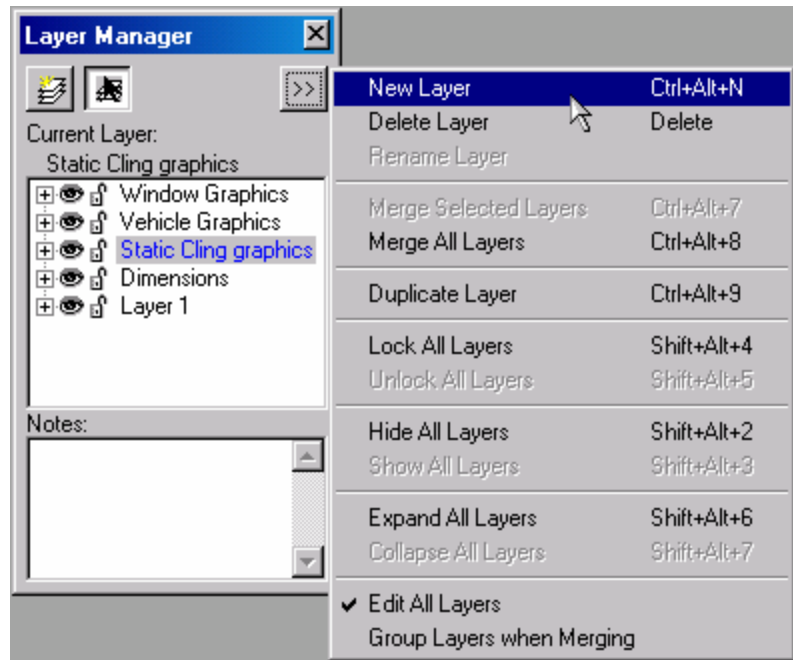 Layer Manager
>>
Current Layer:
Static Cling graphics
Window Graphics
Vehicle Graphics
Static Cling graphics
Dimensions
Layer 1
Notes:
New Layer Ctrl+Alt+N
Delete Layer Delete
Rename Layer
Merge Selected Layers Ctrl+Alt+7
Merge All Layers Ctrl+Alt+8
Duplicate Layer Ctrl+Alt+9
Lock All Layers Shift+Alt+4
Unlock All Layers Shift+Alt+5
Hide All Layers Shift+Alt+2
Show All Layers Shift+Alt+3
Expand All Layers Shift+Alt+6
Collapse All Layers Shift+Alt+7
Edit All Layers
Group Layers when Merging